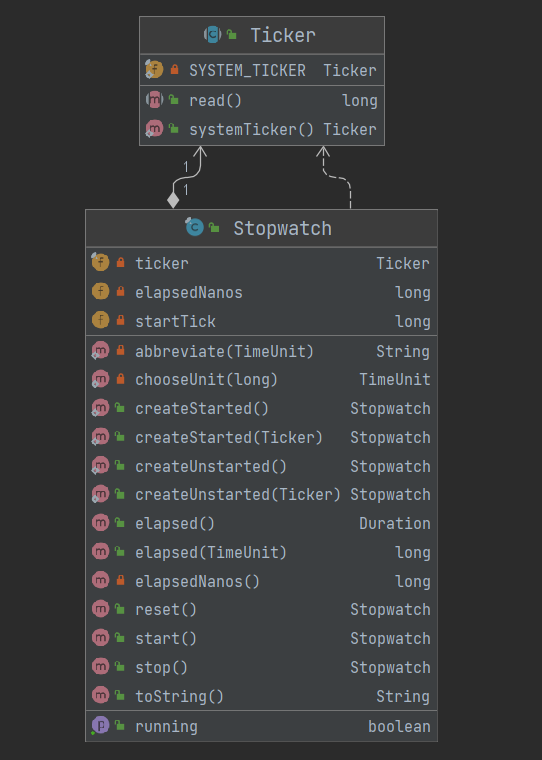 C Ticker
f SYSTEM_TICKER Ticker
m read() long
m systemTicker() Ticker
1
1
C Stopwatch
f ticker Ticker
f elapsedNanos long
f startTick long
m abbreviate(TimeUnit) String
m chooseUnit(long) TimeUnit
m createStarted() Stopwatch
m createStarted(Ticker) Stopwatch
m createUnstarted() Stopwatch
m createUnstarted(Ticker) Stopwatch
m elapsed() Duration
m elapsed(TimeUnit) long
m elapsedNanos() long
m reset() Stopwatch
m start() Stopwatch
m stop() Stopwatch
m toString() String
p running boolean